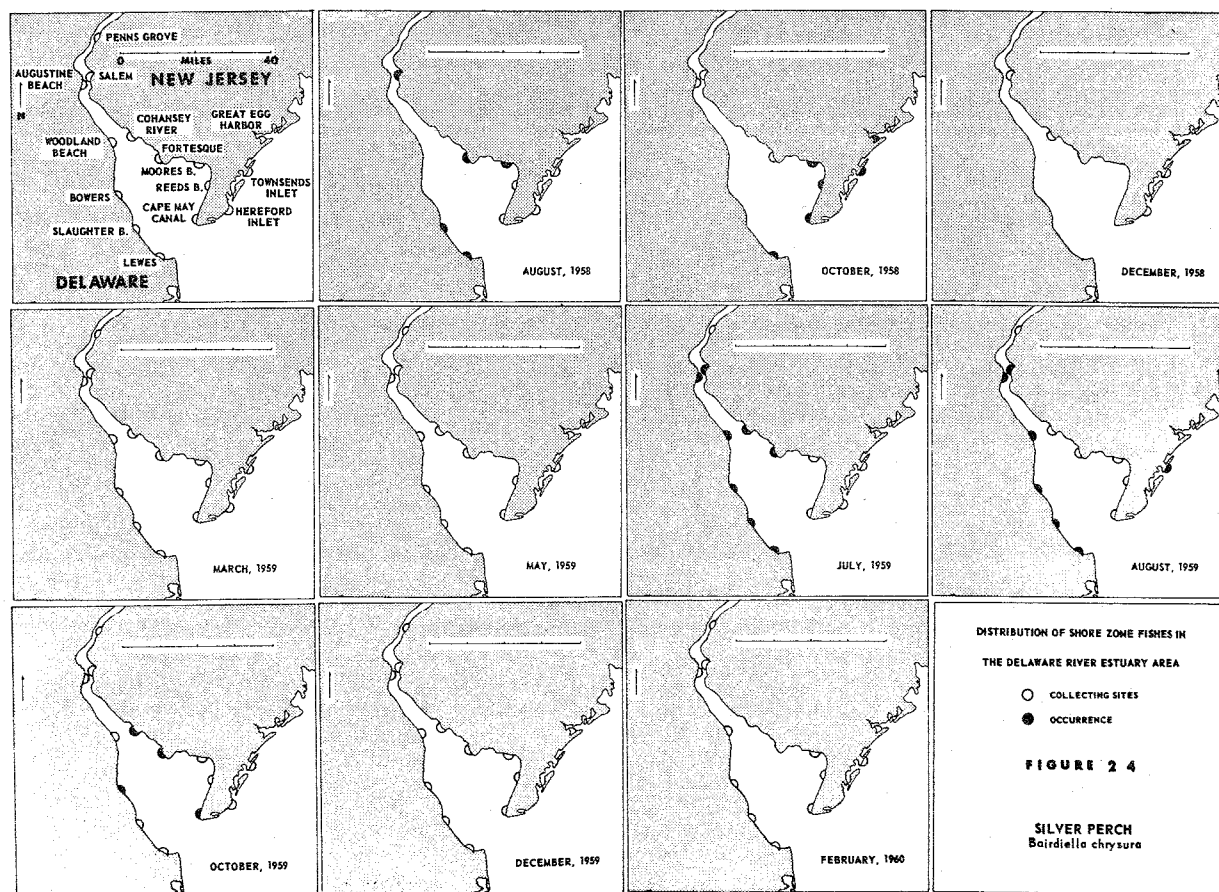 PENNS GROVE
0 MILES 40
AUGUSTINE BEACH
SALEM
NEW JERSEY
N
COHANSEY RIVER
GREAT EGG HARBOR
WOODLAND BEACH
FORTESQUE
MOORES B.
REEDS B.
TOWNSENDS INLET
BOWERS
CAPE MAY CANAL
HEREFORD INLET
SLAUGHTER B.
LEWES
DELAWARE
AUGUST, 1958
OCTOBER, 1958
DECEMBER, 1958
MARCH, 1959
MAY, 1959
JULY, 1959
AUGUST, 1959
OCTOBER, 1959
DECEMBER, 1959
FEBRUARY, 1960
DISTRIBUTION OF SHORE ZONE FISHES IN
THE DELAWARE RIVER ESTUARY AREA
COLLECTING SITES
OCCURRENCE
FIGURE 24
SILVER PERCH
Bairdiella chrysura